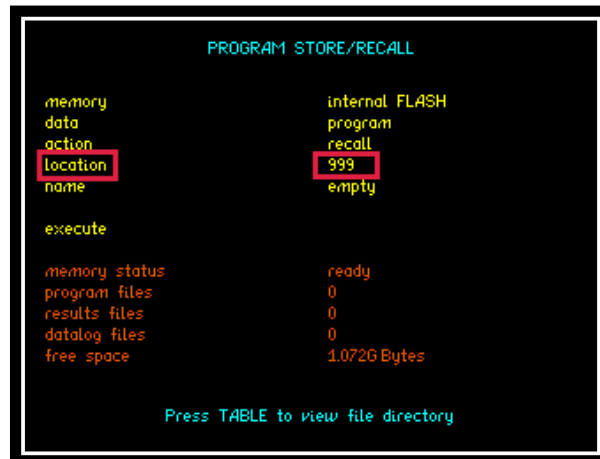 PROGRAM STORE/RECALL
memory internal FLASH
data program
action recall
location 999
name empty
execute
memory status ready
program files 0
results files 0
datalog files 0
free space 1.072G Bytes
Press TABLE to view file directory